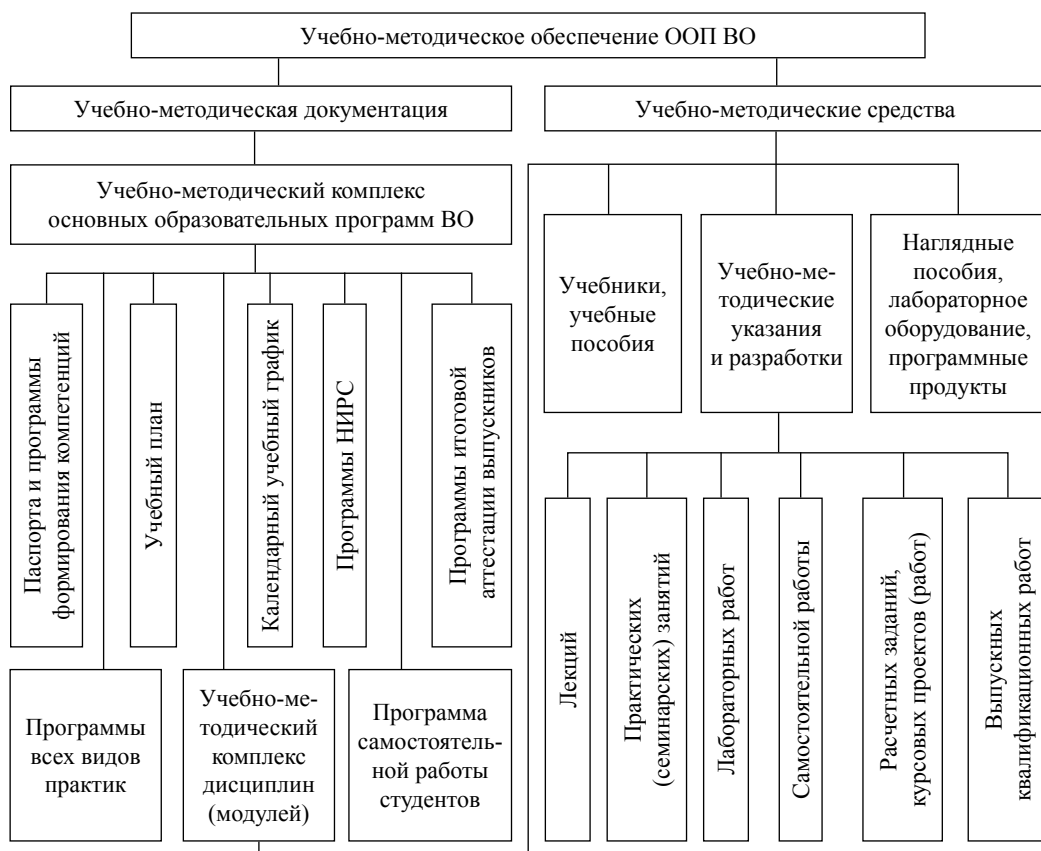 Учебно-методическое обеспечение ООП ВО
Учебно-методическая документация
Учебно-методические средства
Учебно-методический комплекс
основных образовательных программ ВО
Учебники,
учебные
пособия
Учебно-ме-
тодические
указания
и разработки
Наглядные
пособия,
лабораторное
оборудование,
программные
продукты
Паспорта и программы
формирования компетенций
Учебный план
Календарный учебный график
Программы НИРС
Программы итоговой
аттестации выпускников
Программы
всех видов
практик
Учебно-ме-
тодический
комплекс
дисциплин
(модулей)
Программа
самостоятель-
ной работы
студентов
Лекций
Практических
(семинарских) занятий
Лабораторных работ
Самостоятельной работы
Расчетных заданий,
курсовых проектов (работ)
Выпускных
квалификационных работ